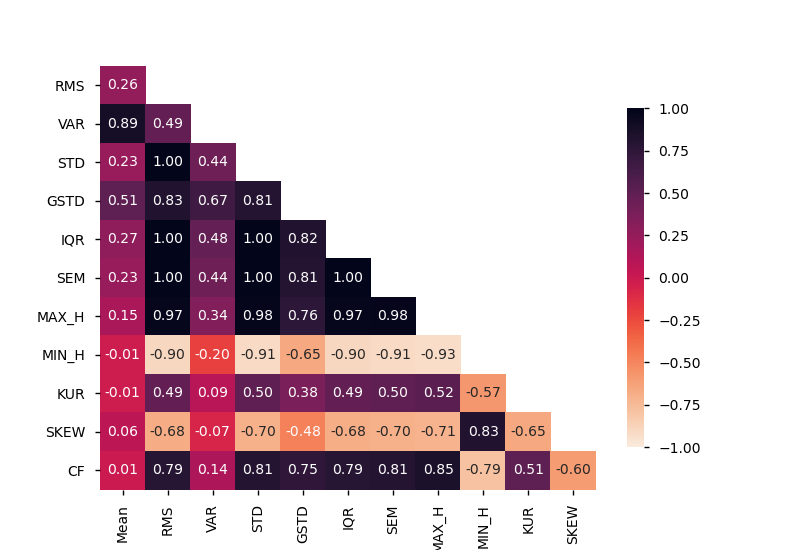 RMS 0.26
VAR 0.89 0.49
STD 0.23 1.00 0.44
GSTD 0.51 0.83 0.67 0.81
IQR 0.27 1.00 0.48 1.00 0.82
SEM 0.23 1.00 0.44 1.00 0.81 1.00
MAX_H 0.15 0.97 0.34 0.98 0.76 0.97 0.98
MIN_H -0.01 -0.90 -0.20 -0.91 -0.65 -0.90 -0.91 -0.93
KUR -0.01 0.49 0.09 0.50 0.38 0.49 0.50 0.52 -0.57
SKEW 0.06 -0.68 -0.07 -0.70 -0.48 -0.68 -0.70 -0.71 0.83 -0.65
CF 0.01 0.79 0.14 0.81 0.75 0.79 0.81 0.85 -0.79 0.51 -0.60
Mean RMS VAR STD GSTD IQR SEM MAX_H MIN_H KUR SKEW
1.00
0.75
0.50
0.25
0.00
−0.25
−0.50
−0.75
−1.00